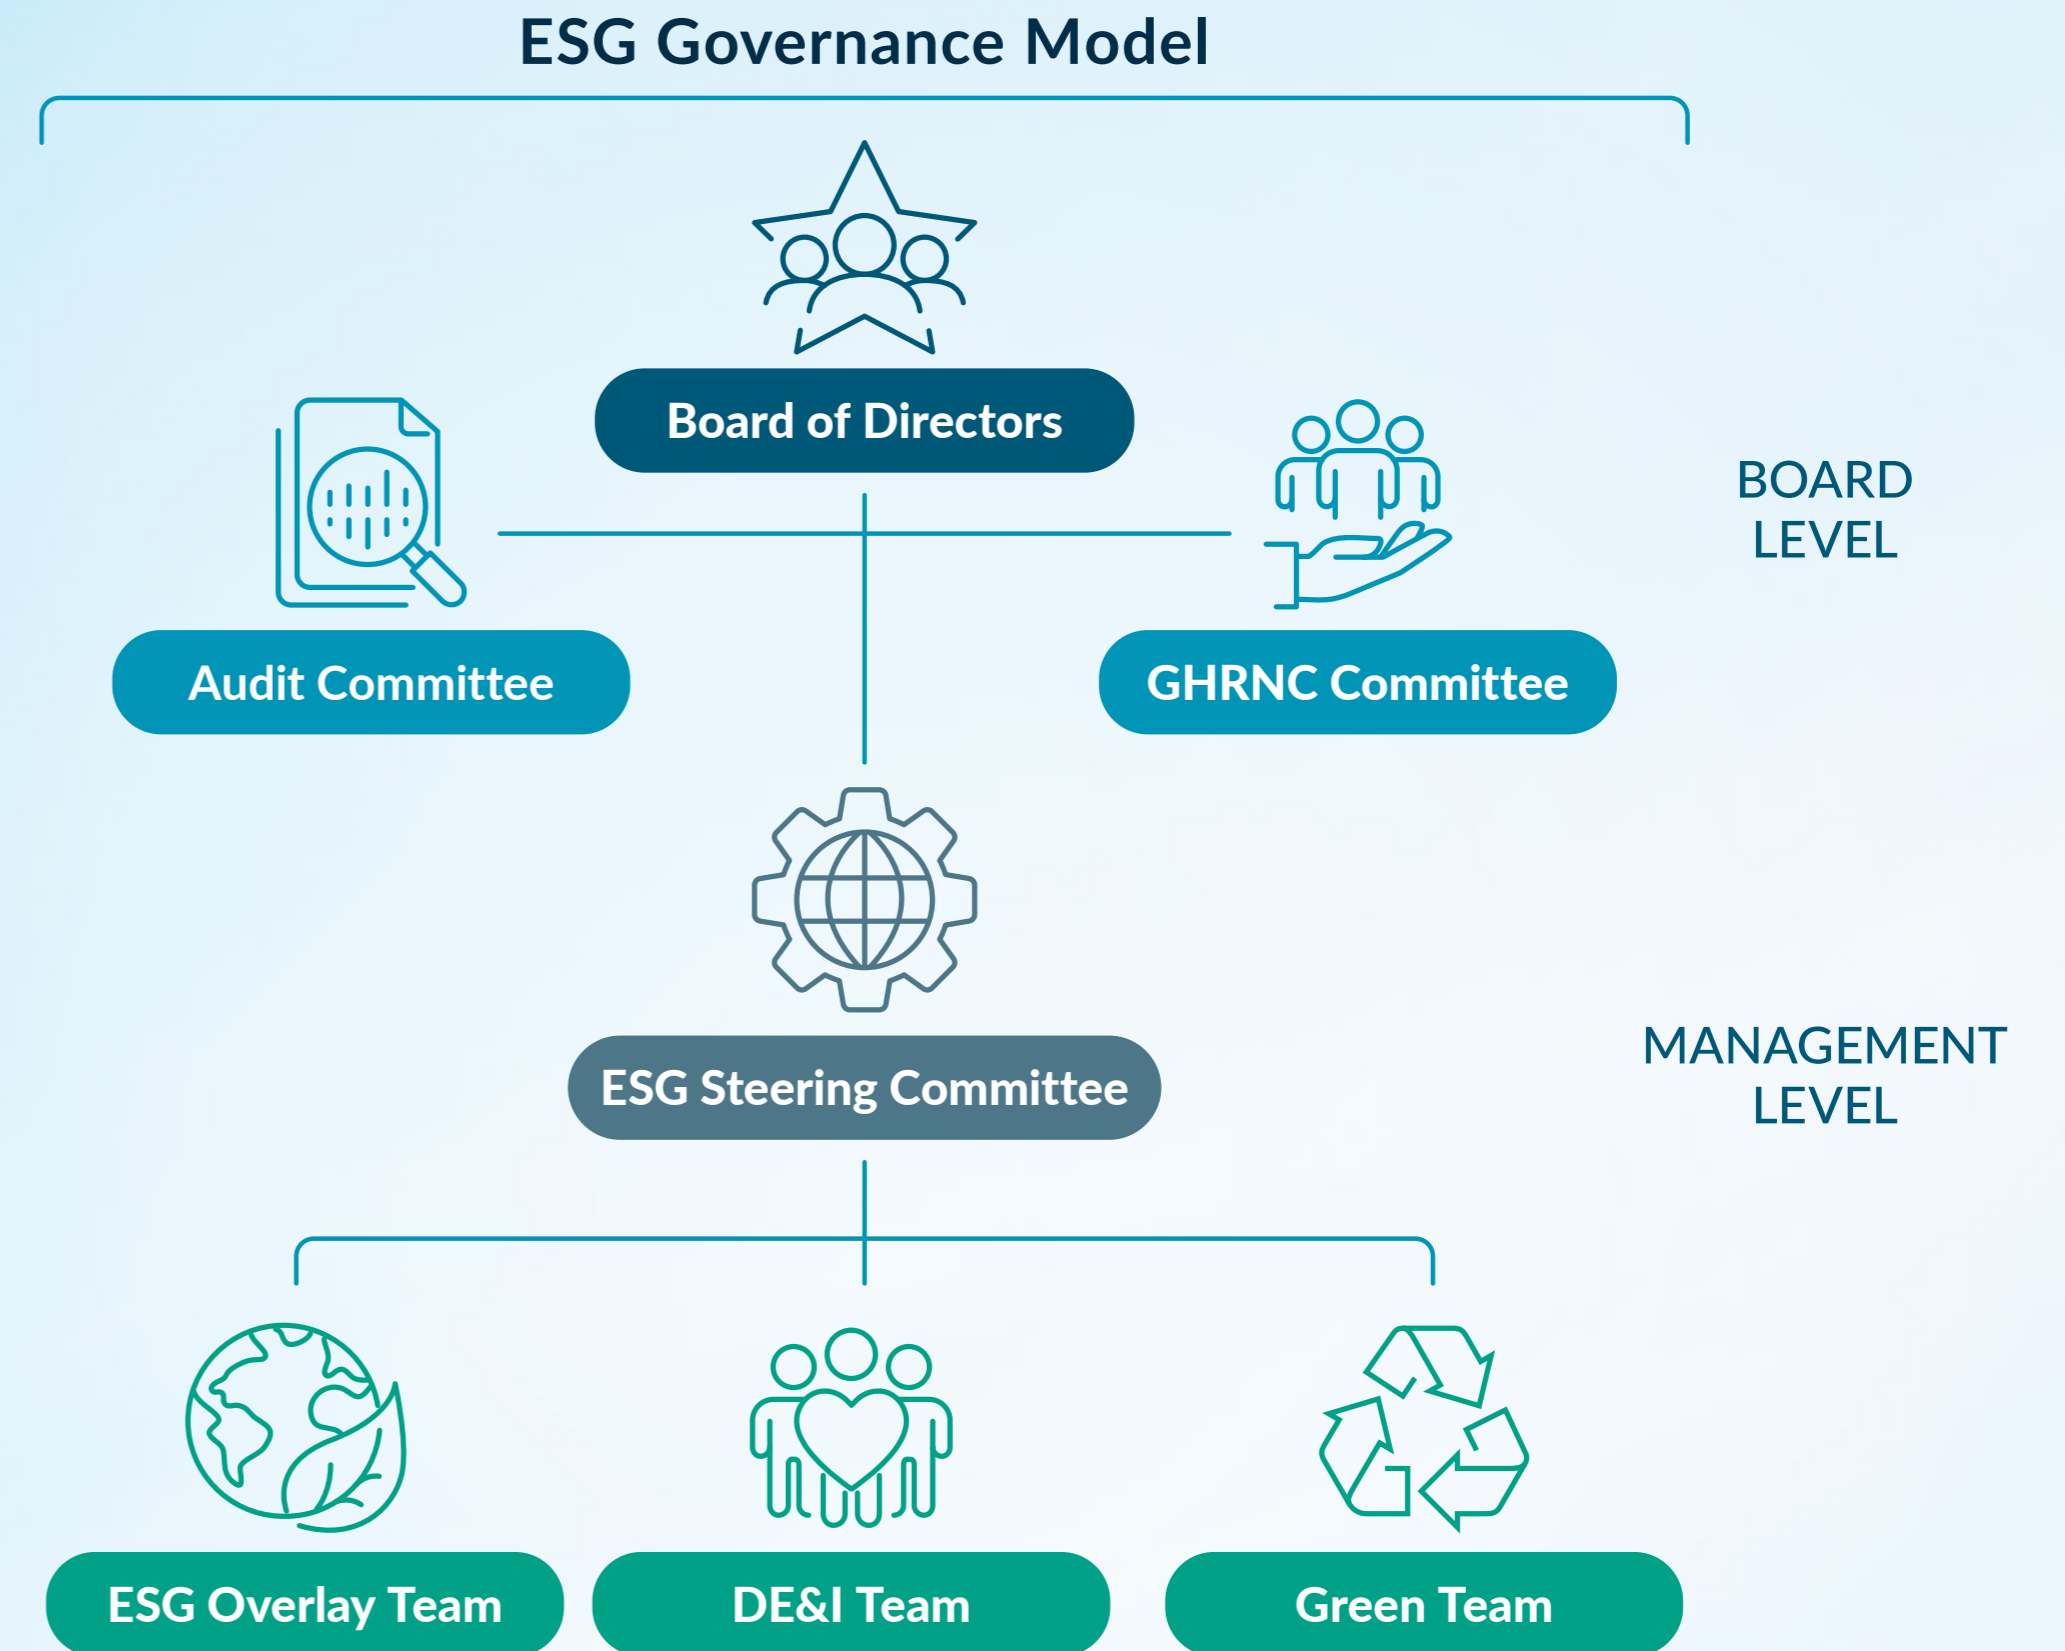 ESG Governance Model
Board of Directors
BOARD
LEVEL
Audit Committee
GHRNC Committee
ESG Steering Committee
MANAGEMENT
LEVEL
ESG Overlay Team
DE&I Team
Green Team